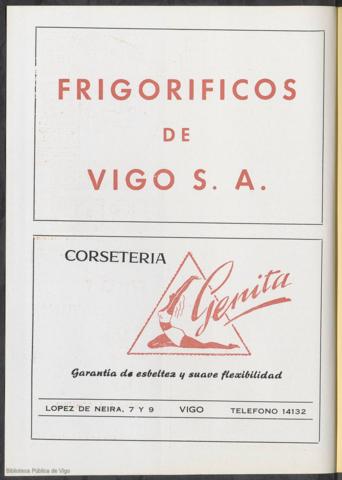 FRIGORIFICOS
DE
VIGO S. A.
CORSETERIA
Genita
Garantía de esbeltez y suave flexibilidad
LOPEZ DE NEIRA, 7 Y 9 VIGO TELEFONO 14132
Biblioteca Pública de Vigo